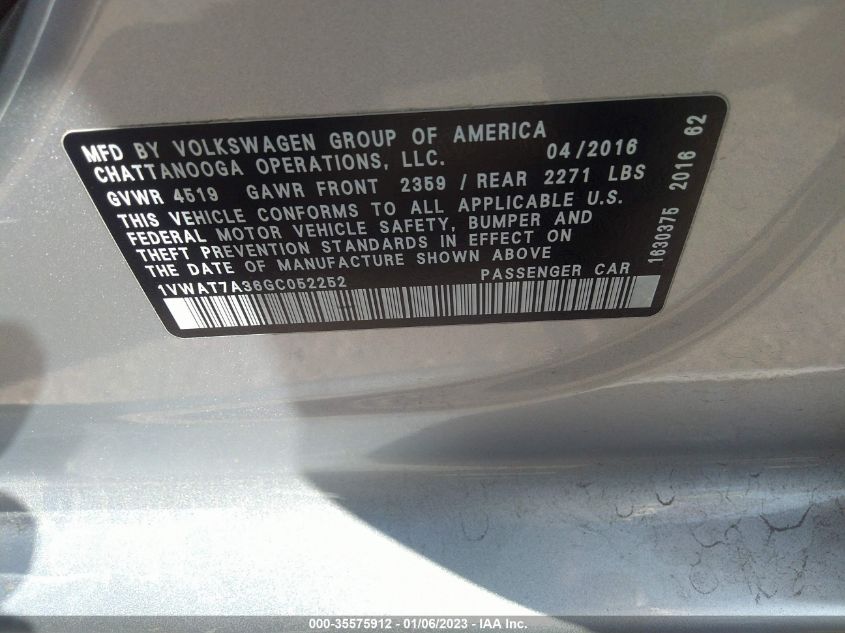 MFD BY VOLKSWAGEN GROUP OF AMERICA
CHATTANOOGA OPERATIONS, LLC. 04/2016
GVWR 4519 GAWR FRONT 2359 / REAR 2271 LBS
THIS VEHICLE CONFORMS TO ALL APPLICABLE U.S.
FEDERAL MOTOR VEHICLE SAFETY, BUMPER AND
THEFT PREVENTION STANDARDS IN EFFECT ON
THE DATE OF MANUFACTURE SHOWN ABOVE
1VWAT7A36GC052252 PASSENGER CAR
1630375 2016 62
000-35575912 - 01/06/2023 - © IAA Inc.